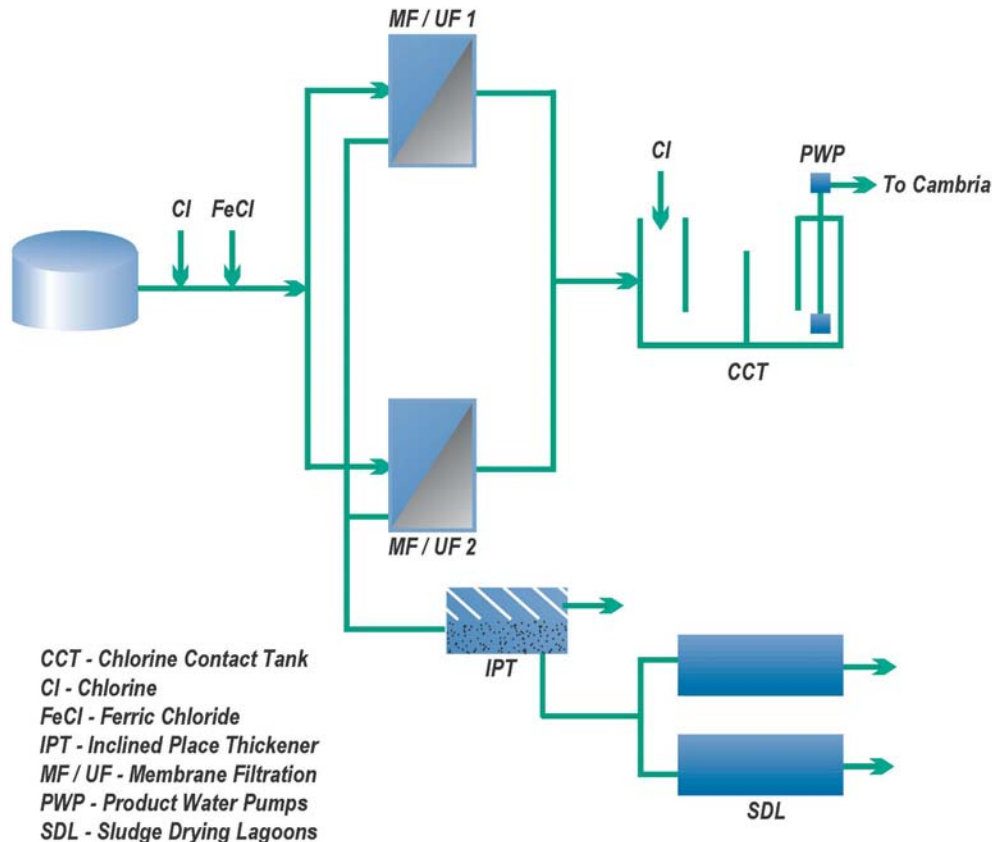 MF / UF 1
Cl
PWP
To Cambria
Cl FeCl
CCT
MF / UF 2
IPT
CCT - Chlorine Contact Tank
Cl - Chlorine
FeCl - Ferric Chloride
IPT - Inclined Place Thickener
MF / UF - Membrane Filtration
PWP - Product Water Pumps
SDL - Sludge Drying Lagoons
SDL